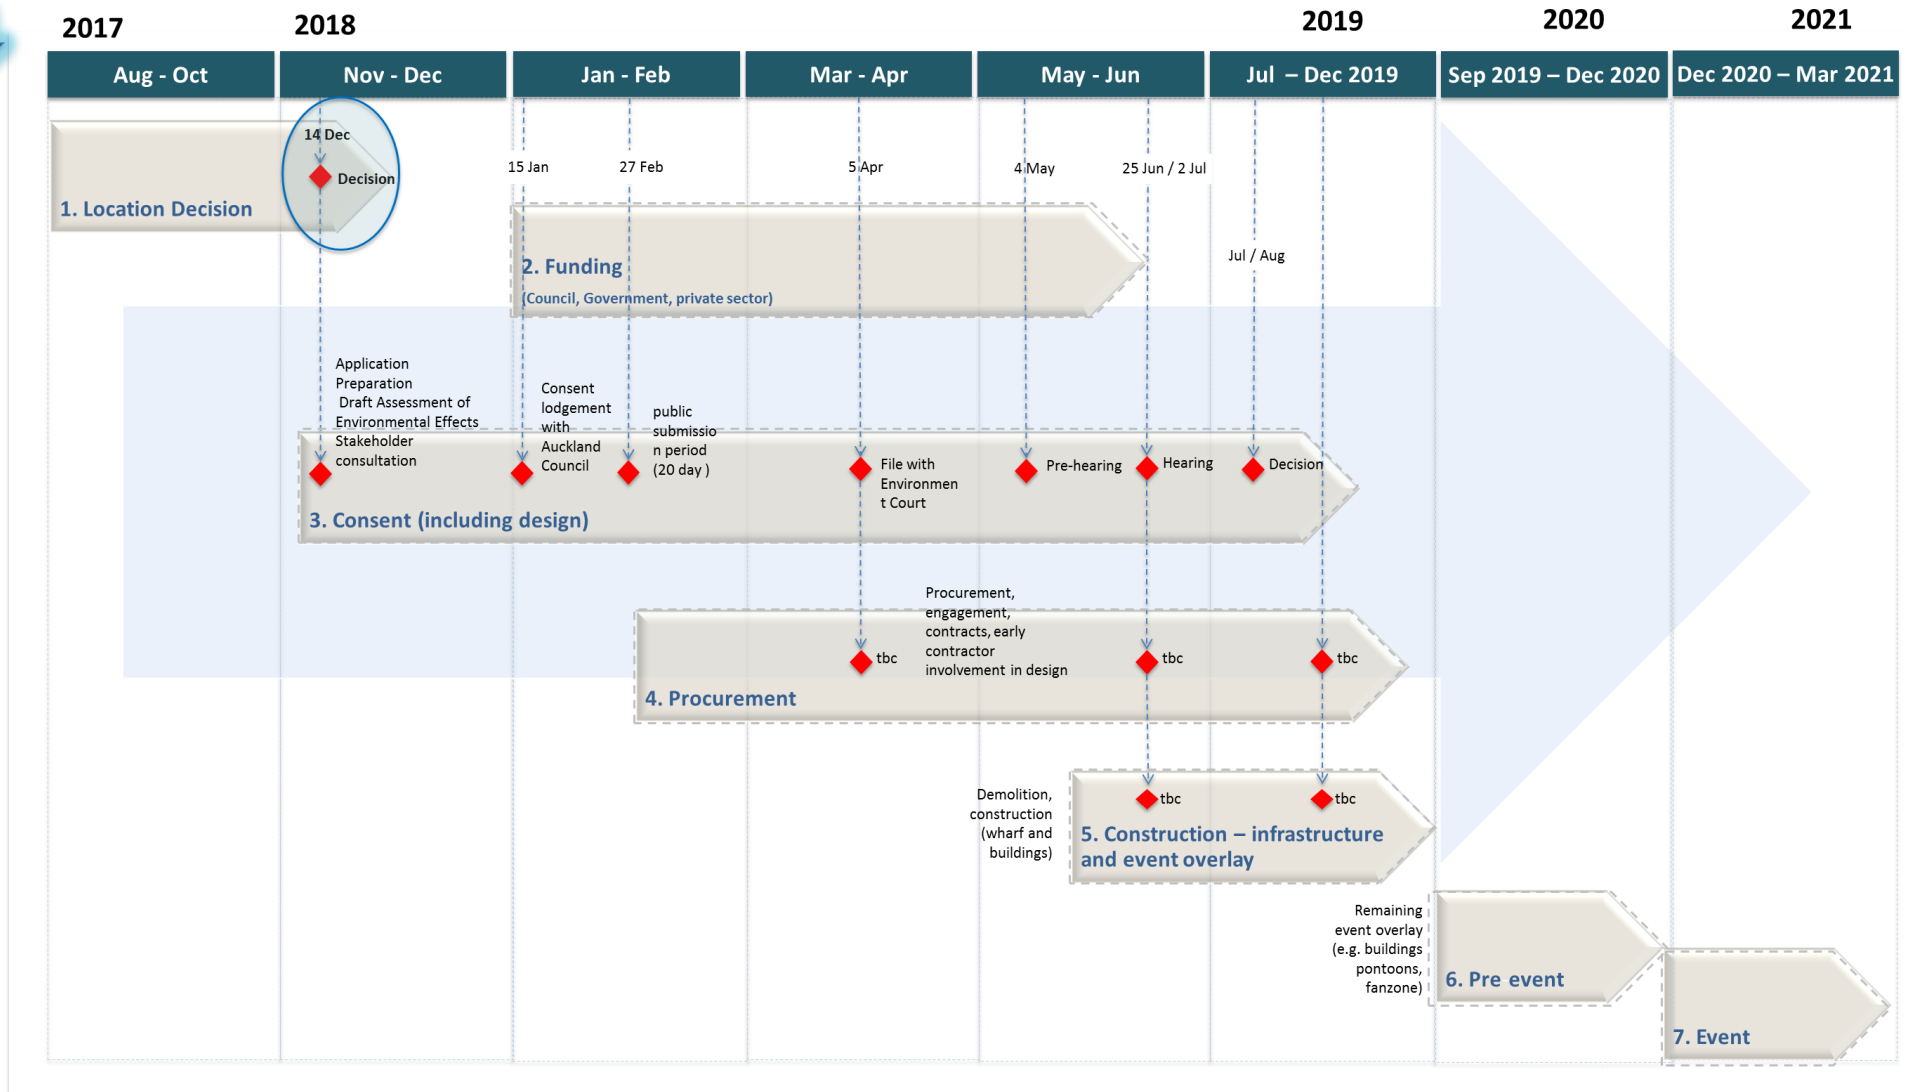 2017
2018
2019
2020
2021
Aug - Oct
Nov - Dec
Jan - Feb
Mar - Apr
May - Jun
Jul – Dec 2019
Sep 2019 – Dec 2020
Dec 2020 – Mar 2021
14 Dec
Decision
1. Location Decision
15 Jan
27 Feb
5 Apr
4 May
25 Jun / 2 Jul
Jul / Aug
2. Funding
(Council, Government, private sector)
Application
Preparation
Draft Assessment of
Environmental Effects
Stakeholder
consultation
Consent
lodgement
with
Auckland
Council
public
submissio
n period
(20 day )
File with
Environmen
t Court
Pre-hearing
Hearing
Decision
3. Consent (including design)
Procurement,
engagement,
contracts, early
contractor
involvement in design
tbc
tbc
tbc
4. Procurement
Demolition,
construction
(wharf and
buildings)
tbc
tbc
5. Construction – infrastructure
and event overlay
Remaining
event overlay
(e.g. buildings
pontoons,
fanzone)
6. Pre event
7. Event